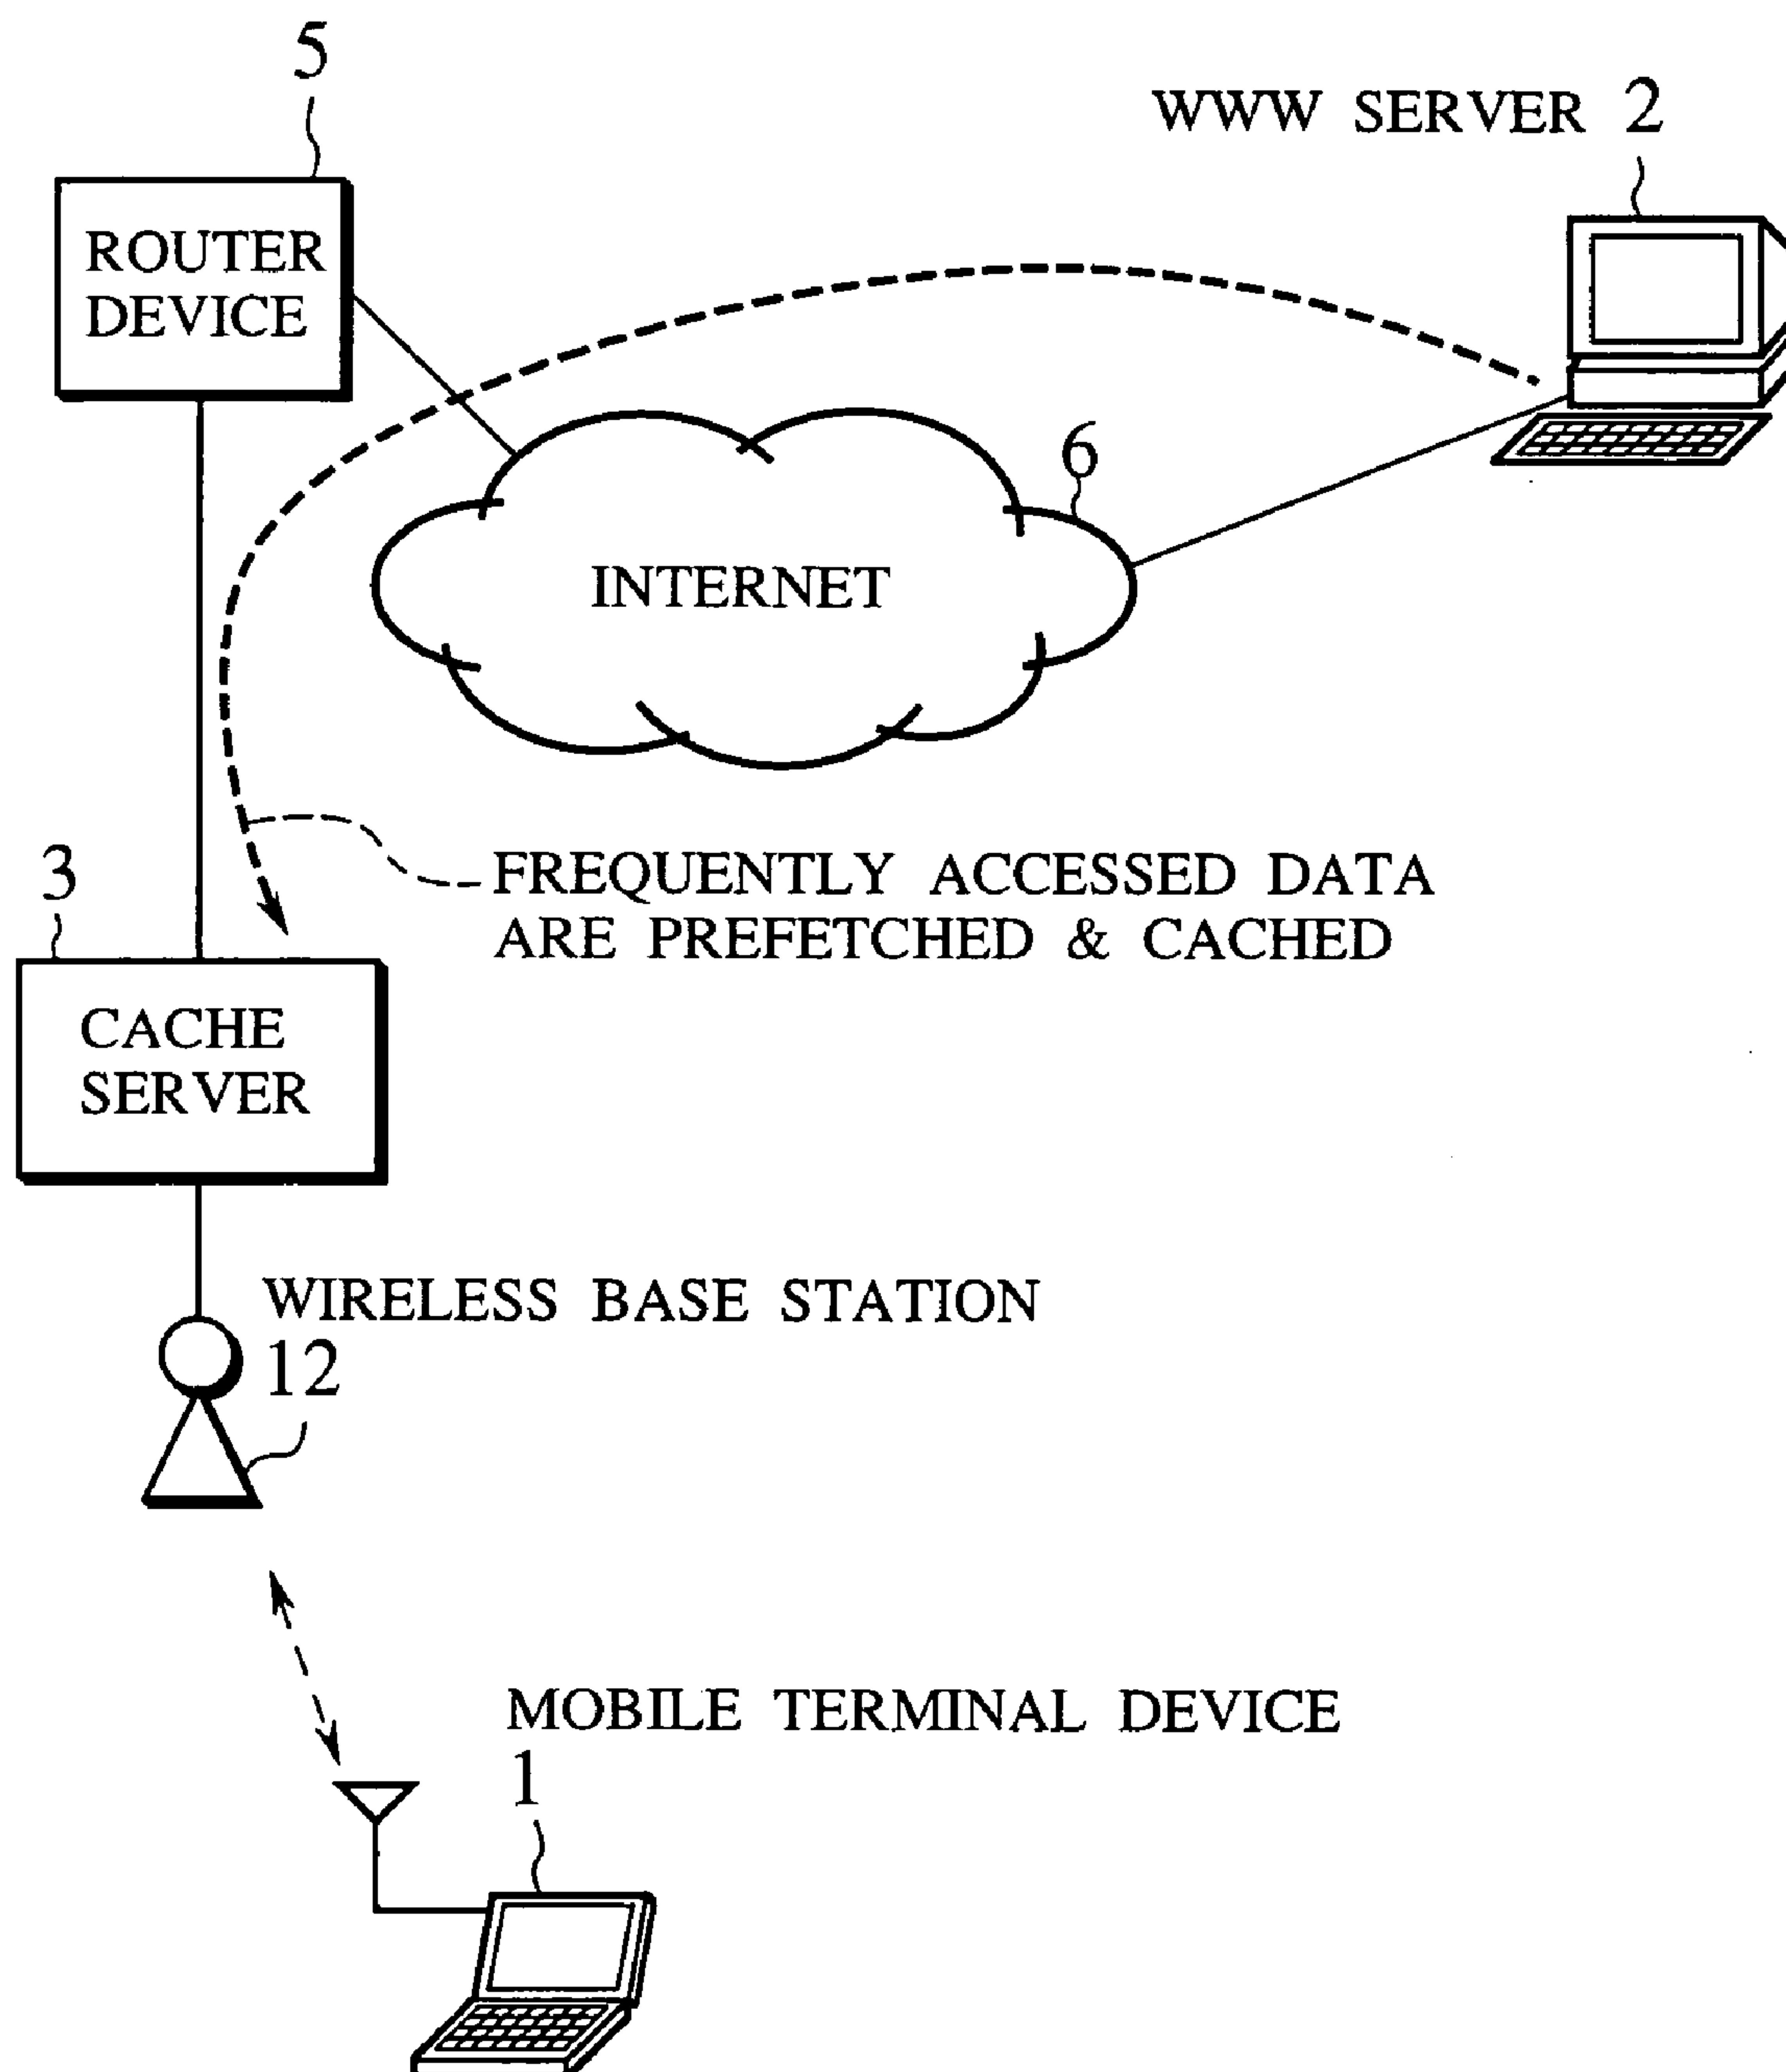 5
WWW SERVER 2
ROUTER
DEVICE
6
INTERNET
3
FREQUENTLY ACCESSED DATA
ARE PREFETCHED & CACHED
CACHE
SERVER
WIRELESS BASE STATION
12
MOBILE TERMINAL DEVICE
1